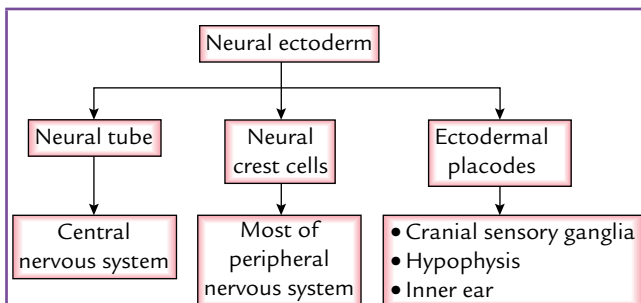 Neural ectoderm
Neural tube
Neural
crest cells
Ectodermal
placodes
Central
nervous system
Most of
peripheral
nervous system
• Cranial sensory ganglia
• Hypophysis
• Inner ear